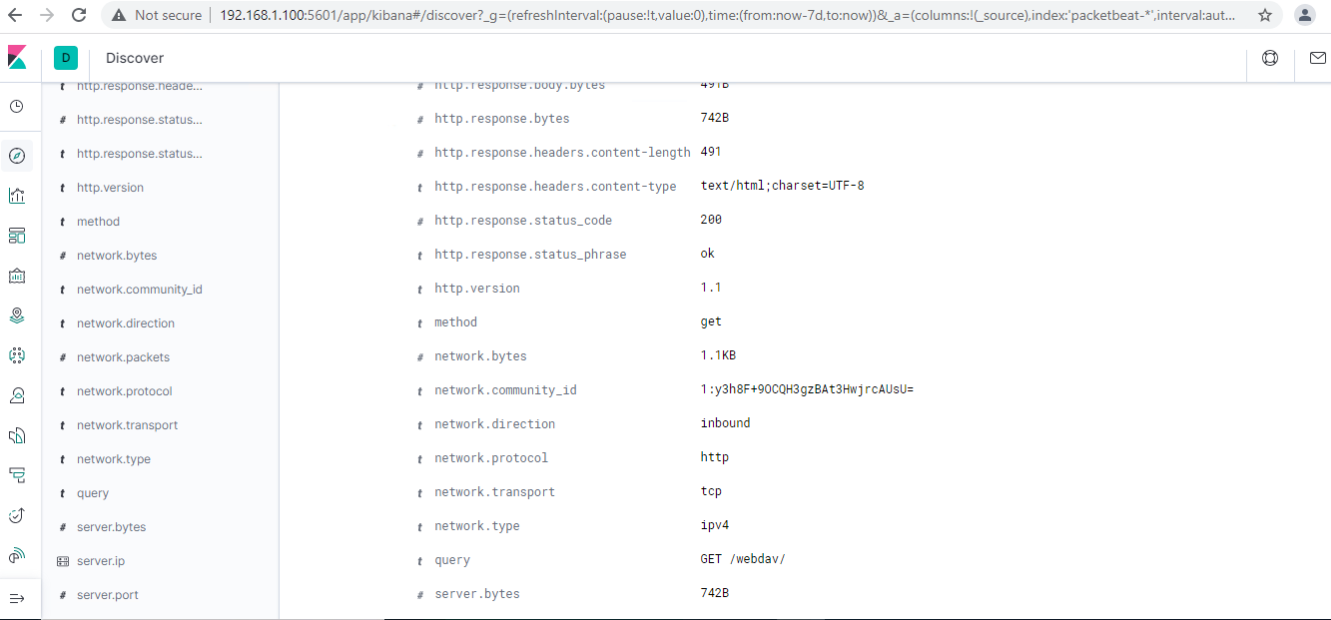 Not secure | 192.168.1.100:5601/app/kibana#/discover?_g=(refreshInterval:(pause:!t,value:0),time:(from:now-7d,to:now))&_a=(columns:!(_source),index:'packetbeat-*',interval:aut...
D Discover
t http.response.heade... # http.response.body.bytes 491B
# http.response.status... # http.response.bytes 742B
t http.response.status... # http.response.headers.content-length 491
t http.version t http.response.headers.content-type text/html;charset=UTF-8
t method # http.response.status_code 200
# network.bytes t http.response.status_phrase ok
t network.community_id t http.version 1.1
t network.direction t method get
# network.packets # network.bytes 1.1KB
t network.protocol t network.community_id 1:y3h8F+9OCQH3gzBAt3HwjrcAUsU=
t network.transport t network.direction inbound
t network.type t network.protocol http
t query t network.transport tcp
# server.bytes t network.type ipv4
server.ip t query GET /webdav/
# server.port # server.bytes 742B